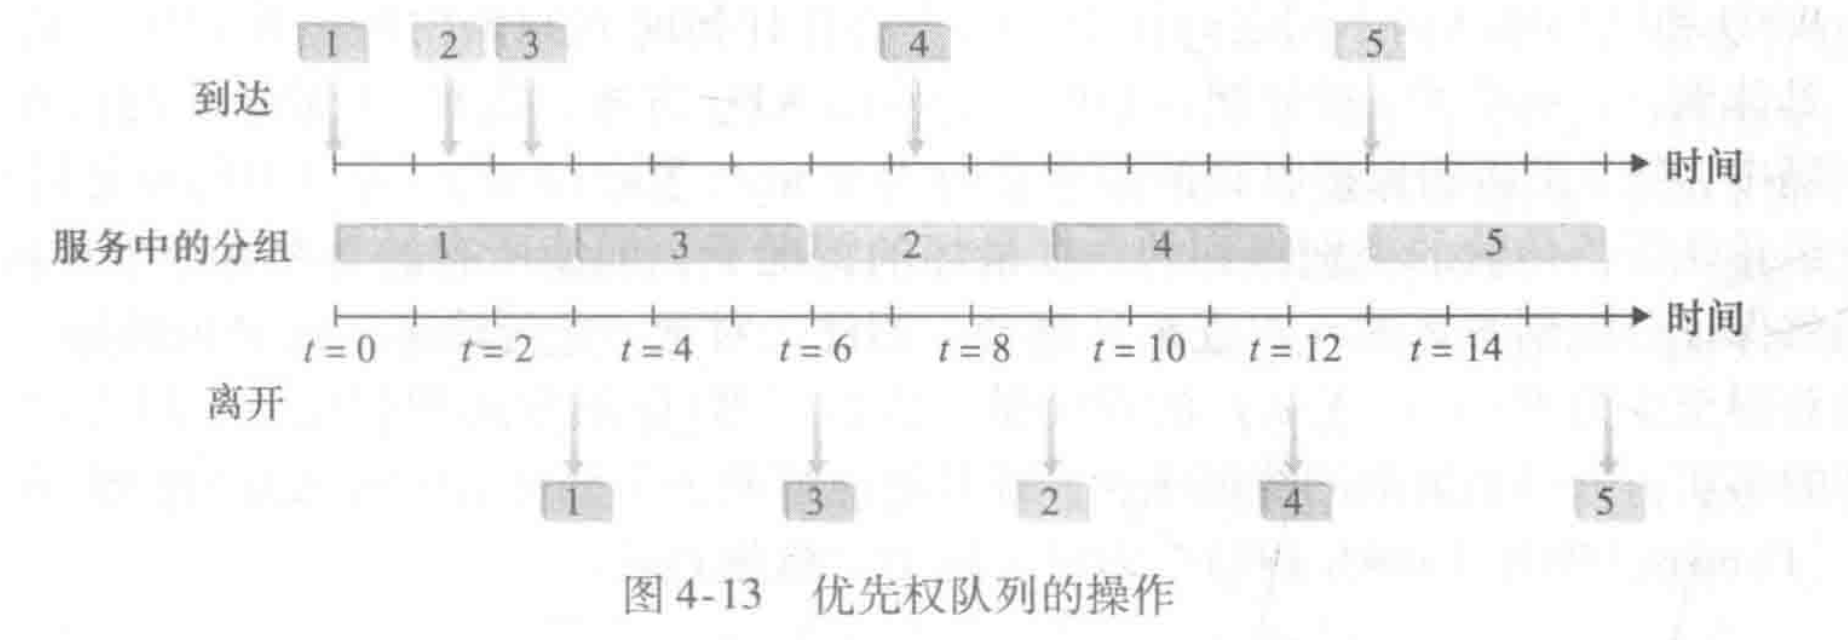 1 2 3 4 5
到达
时间
服务中的分组 1 3 2 4 5
时间
t = 0 t = 2 t = 4 t = 6 t = 8 t = 10 t = 12 t = 14
离开
1 3 2 4 5
图 4-13 优先权队列的操作